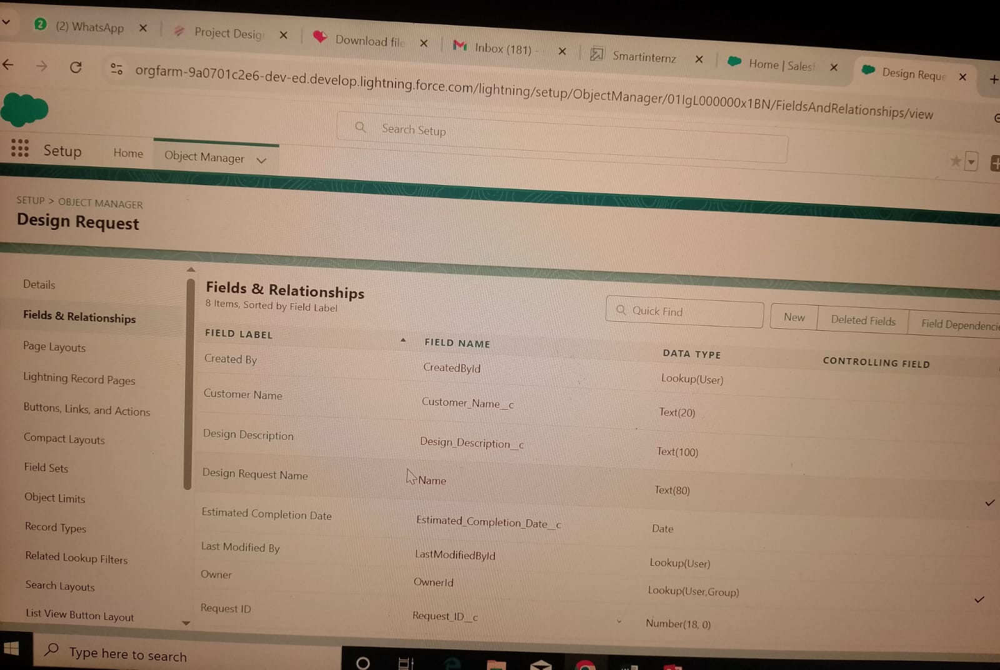 2 (2) WhatsApp
Project Desig
Download file
Inbox (181) -
Smartinternz
Home | Salesf
Design Reque
orgfarm-9a0701c2e6-dev-ed.develop.lightning.force.com/lightning/setup/ObjectManager/01IgL000000x1BN/FieldsAndRelationships/view
Search Setup
Setup Home Object Manager
SETUP > OBJECT MANAGER
Design Request
Details
Fields & Relationships
Page Layouts
Lightning Record Pages
Buttons, Links, and Actions
Compact Layouts
Field Sets
Object Limits
Record Types
Related Lookup Filters
Search Layouts
List View Button Layout
Fields & Relationships
8 Items, Sorted by Field Label
Quick Find
New
Deleted Fields
Field Dependencie
FIELD LABEL FIELD NAME DATA TYPE CONTROLLING FIELD
Created By CreatedById Lookup(User)
Customer Name Customer_Name__c Text(20)
Design Description Design_Description__c Text(100)
Design Request Name Name Text(80)
Estimated Completion Date Estimated_Completion_Date__c Date
Last Modified By LastModifiedById Lookup(User)
Owner OwnerId Lookup(User,Group)
Request ID Request_ID__c Number(18, 0)
Type here to search